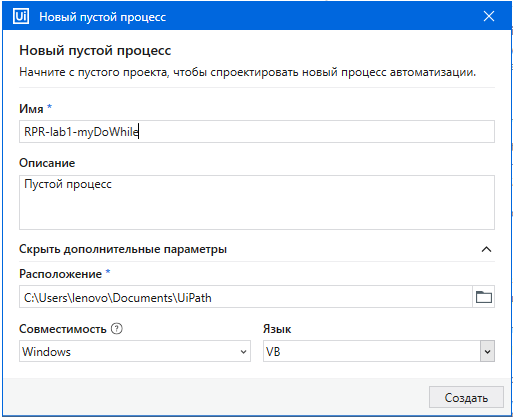 Ui Новый пустой процесс
Новый пустой процесс
Начните с пустого проекта, чтобы спроектировать новый процесс автоматизации.
Имя *
RPR-lab1-myDoWhile
Описание
Пустой процесс
Скрыть дополнительные параметры
Расположение *
C:\Users\lenovo\Documents\UiPath
Совместимость ? Язык
Windows VB
Создать